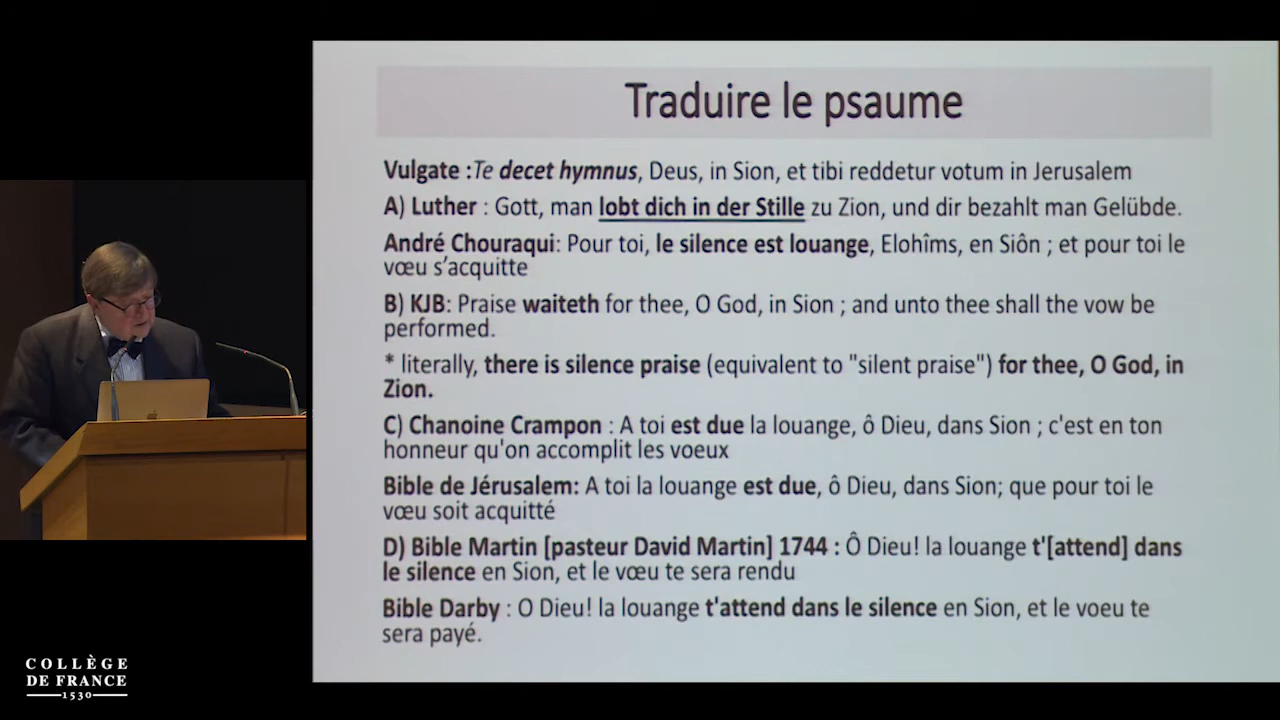 Traduire le psaume
Vulgate :Te decet hymnus, Deus, in Sion, et tibi reddetur votum in Jerusalem
A) Luther : Gott, man lobt dich in der Stille zu Zion, und dir bezahlt man Gelübde.
André Chouraqui: Pour toi, le silence est louange, Elohîms, en Siôn ; et pour toi le
vœu s’acquitte
B) KJB: Praise waiteth for thee, O God, in Sion ; and unto thee shall the vow be
performed.
* literally, there is silence praise (equivalent to "silent praise") for thee, O God, in
Zion.
C) Chanoine Crampon : A toi est due la louange, ô Dieu, dans Sion ; c'est en ton
honneur qu'on accomplit les voeux
Bible de Jérusalem: A toi la louange est due, ô Dieu, dans Sion; que pour toi le
vœu soit acquitté
D) Bible Martin [pasteur David Martin] 1744 : Ô Dieu! la louange t'[attend] dans
le silence en Sion, et le vœu te sera rendu
Bible Darby : O Dieu! la louange t'attend dans le silence en Sion, et le voeu te
sera payé.
COLLÈGE
DE FRANCE
1530